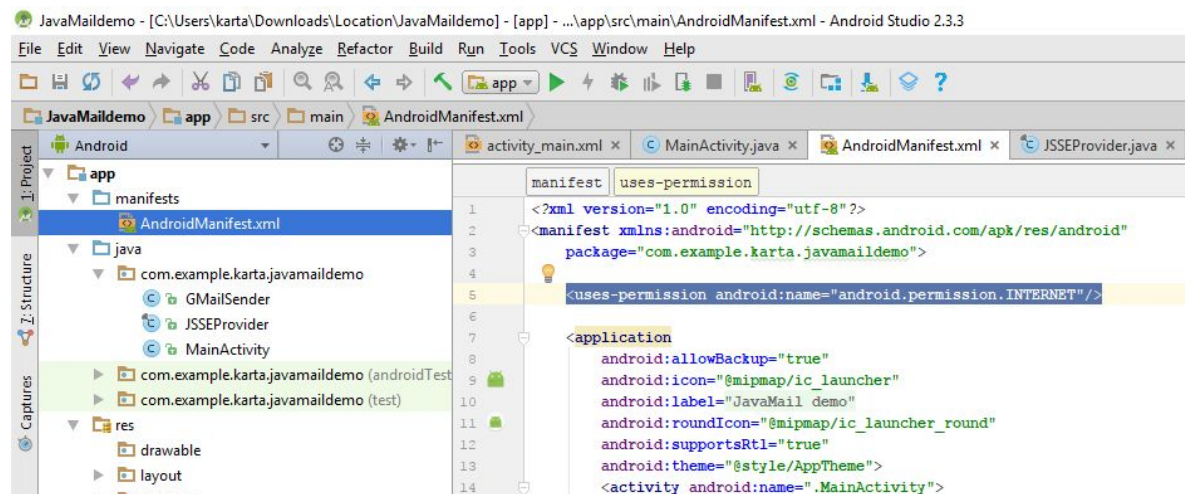 JavaMaildemo - [C:\Users\karta\Downloads\Location\JavaMaildemo] - [app] - ...\app\src\main\AndroidManifest.xml - Android Studio 2.3.3
File Edit View Navigate Code Analyze Refactor Build Run Tools VCS Window Help
app
JavaMaildemo app src main AndroidManifest.xml
1: Project
7: Structure
Captures
Android
app
manifests
AndroidManifest.xml
java
com.example.karta.javamaildemo
GMailSender
JSSEProvider
MainActivity
com.example.karta.javamaildemo (androidTest
com.example.karta.javamaildemo (test)
res
drawable
layout
activity_main.xml × MainActivity.java × AndroidManifest.xml × JSSEProvider.java ×
manifest uses-permission
1 <?xml version="1.0" encoding="utf-8"?>
2 <manifest xmlns:android="http://schemas.android.com/apk/res/android"
3 package="com.example.karta.javamaildemo">
4
5 <uses-permission android:name="android.permission.INTERNET"/>
6
7 <application
8 android:allowBackup="true"
9 android:icon="@mipmap/ic_launcher"
10 android:label="JavaMail demo"
11 android:roundIcon="@mipmap/ic_launcher_round"
12 android:supportsRtl="true"
13 android:theme="@style/AppTheme">
14 <activity android:name=".MainActivity">